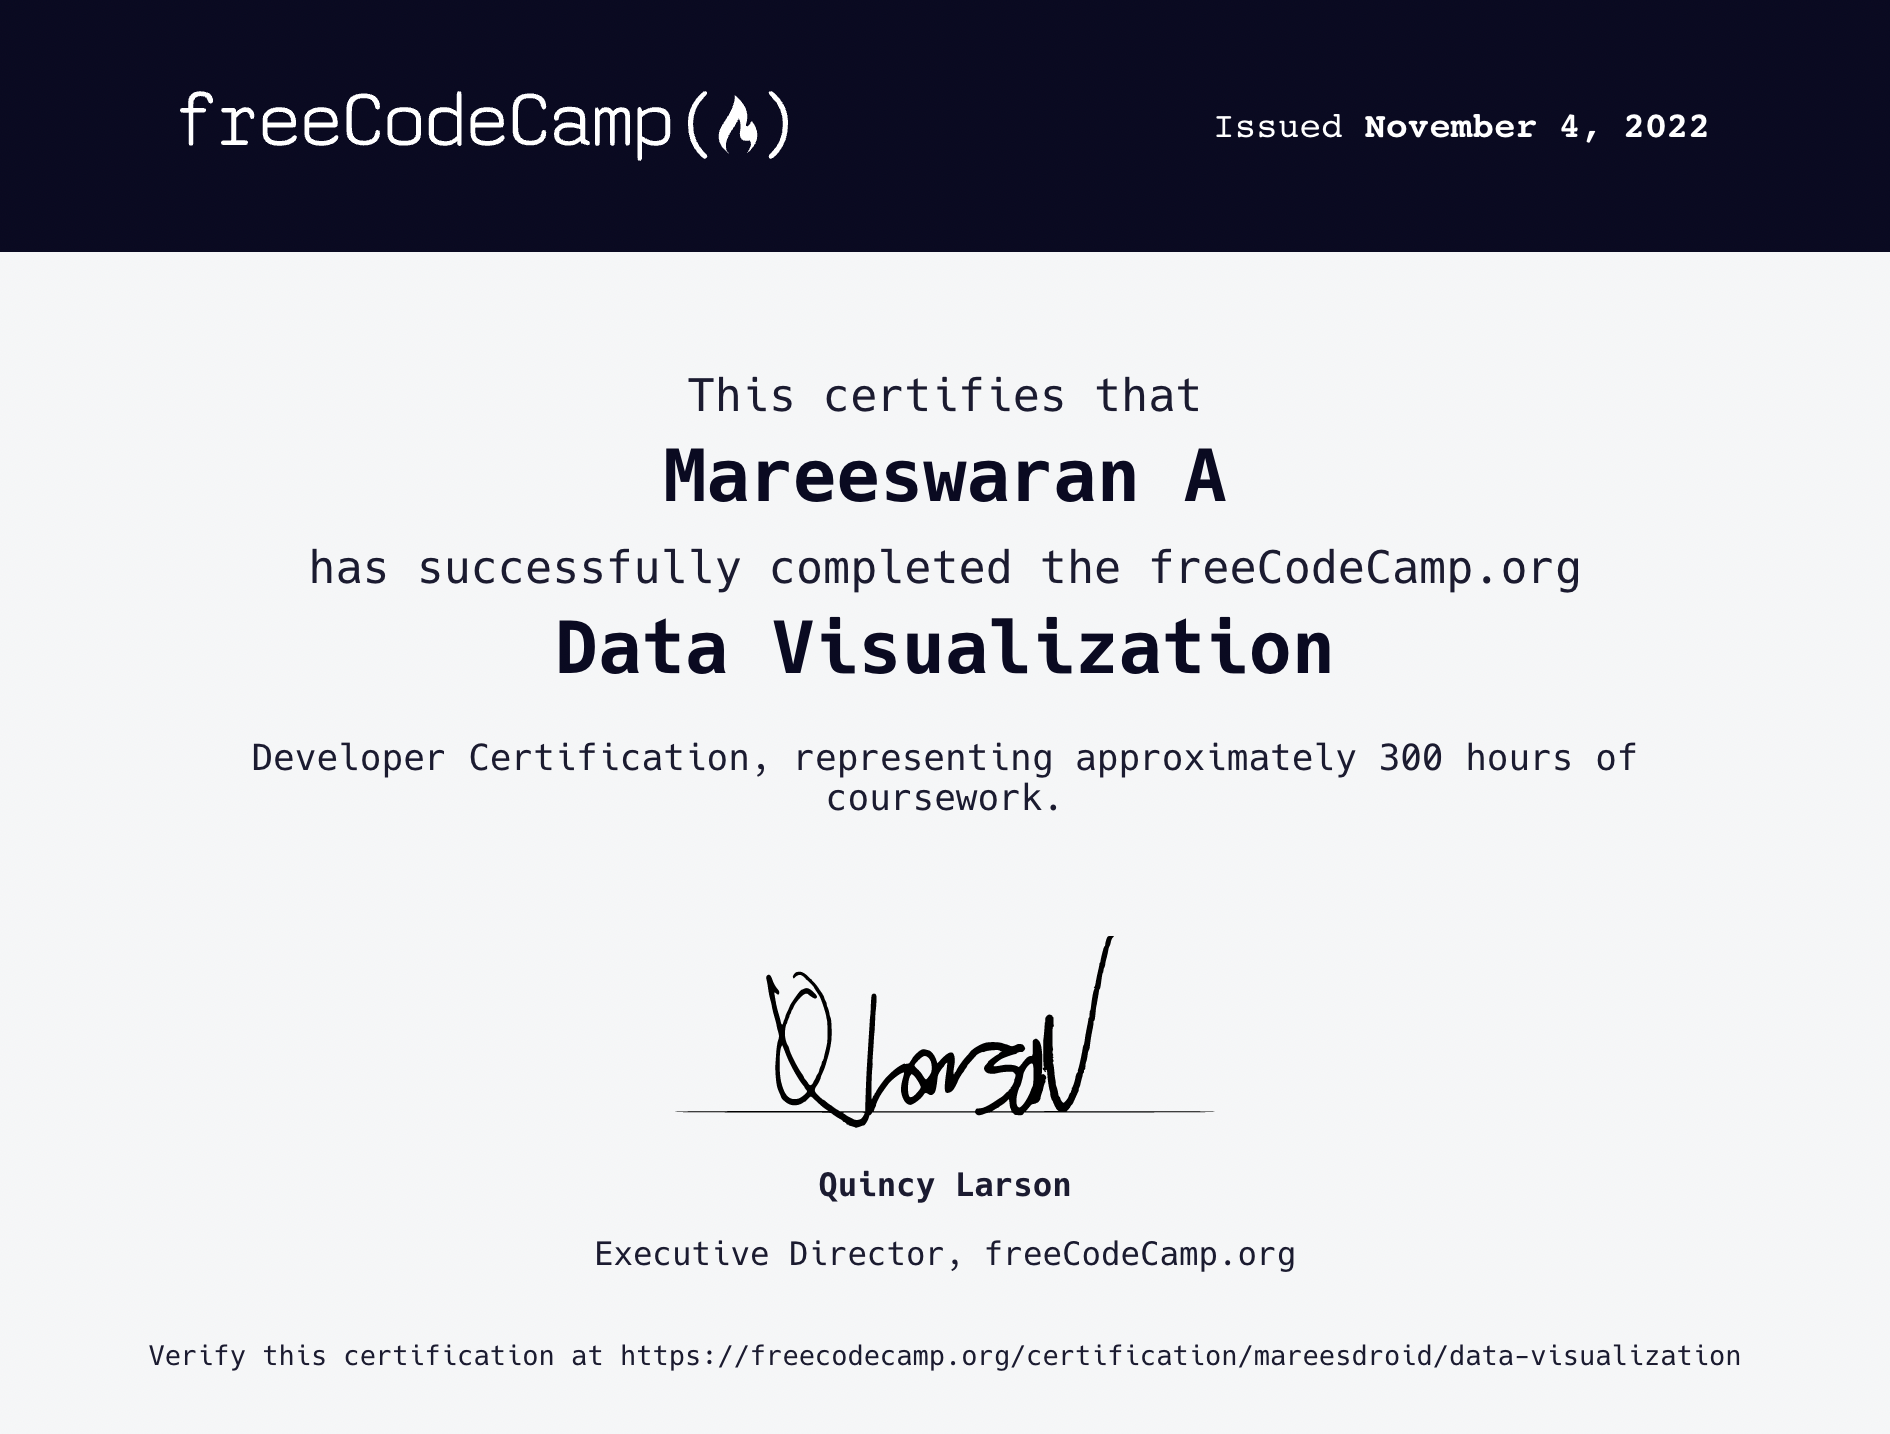 freeCodeCamp(🔥)
Issued November 4, 2022
This certifies that
Mareeswaran A
has successfully completed the freeCodeCamp.org
Data Visualization
Developer Certification, representing approximately 300 hours of
coursework.
QLarson
Quincy Larson
Executive Director, freeCodeCamp.org
Verify this certification at https://freecodecamp.org/certification/mareesdroid/data-visualization